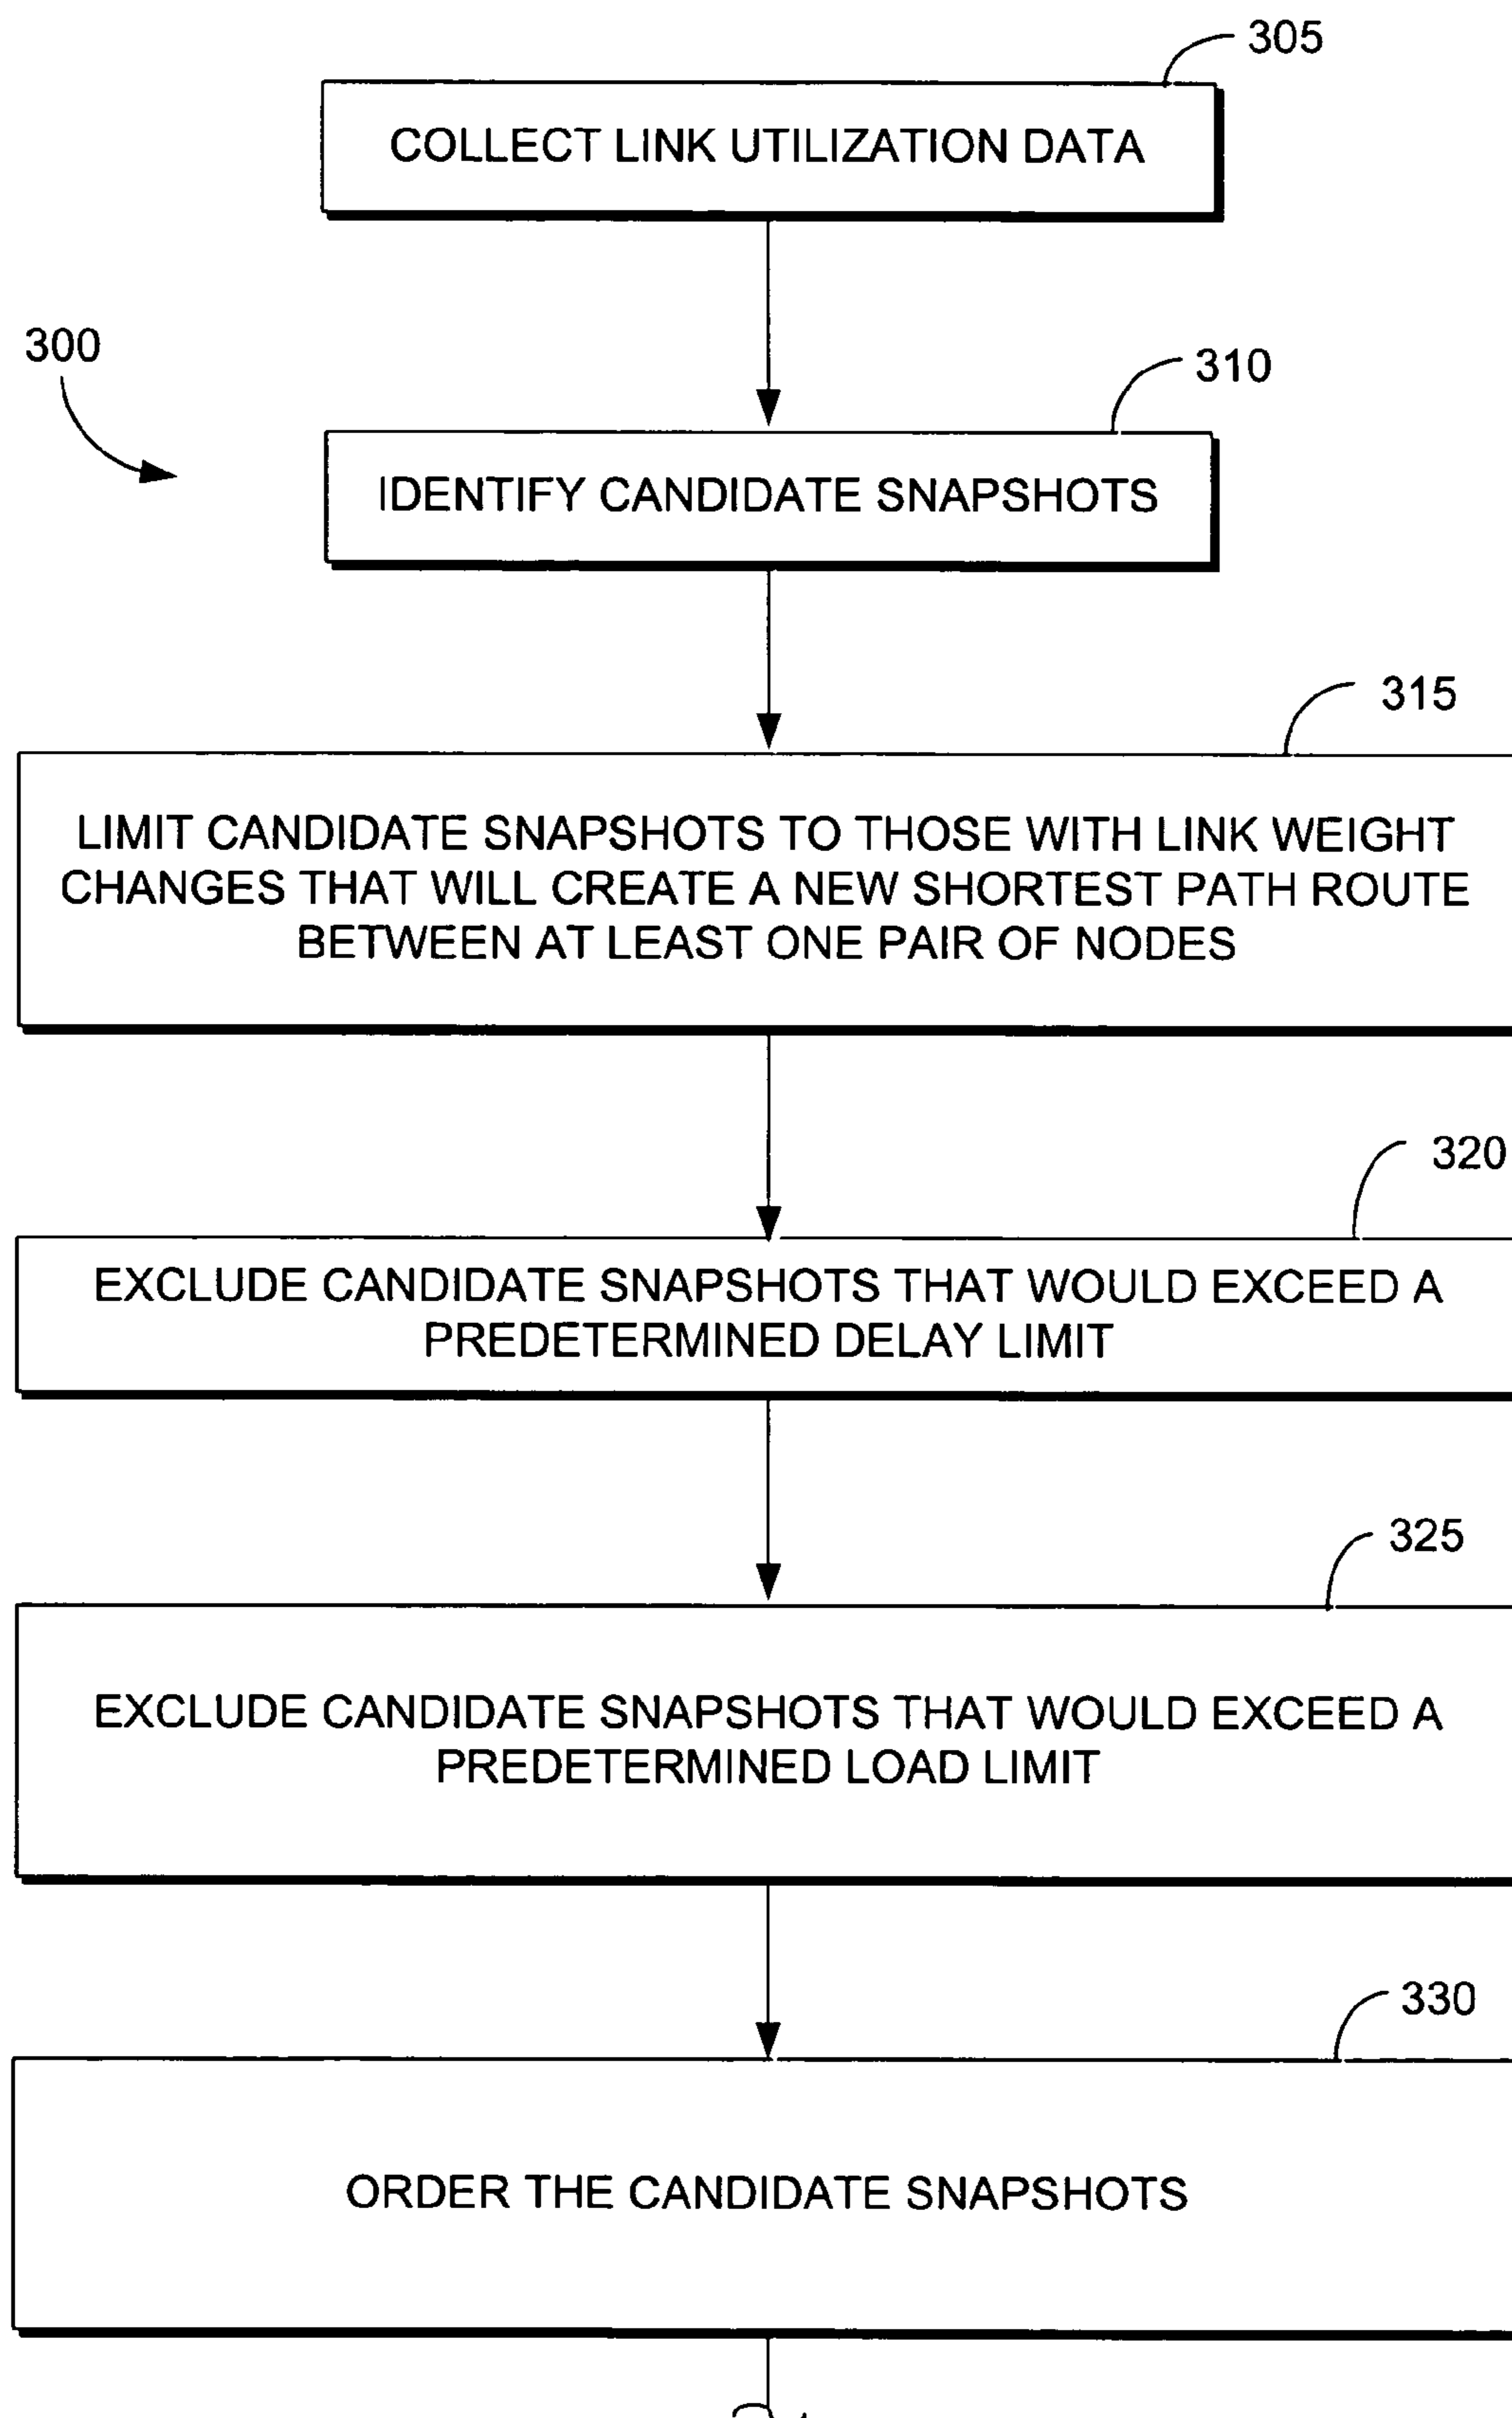 305
COLLECT LINK UTILIZATION DATA
300
310
IDENTIFY CANDIDATE SNAPSHOTS
315
LIMIT CANDIDATE SNAPSHOTS TO THOSE WITH LINK WEIGHT
CHANGES THAT WILL CREATE A NEW SHORTEST PATH ROUTE
BETWEEN AT LEAST ONE PAIR OF NODES
320
EXCLUDE CANDIDATE SNAPSHOTS THAT WOULD EXCEED A
PREDETERMINED DELAY LIMIT
325
EXCLUDE CANDIDATE SNAPSHOTS THAT WOULD EXCEED A
PREDETERMINED LOAD LIMIT
330
ORDER THE CANDIDATE SNAPSHOTS